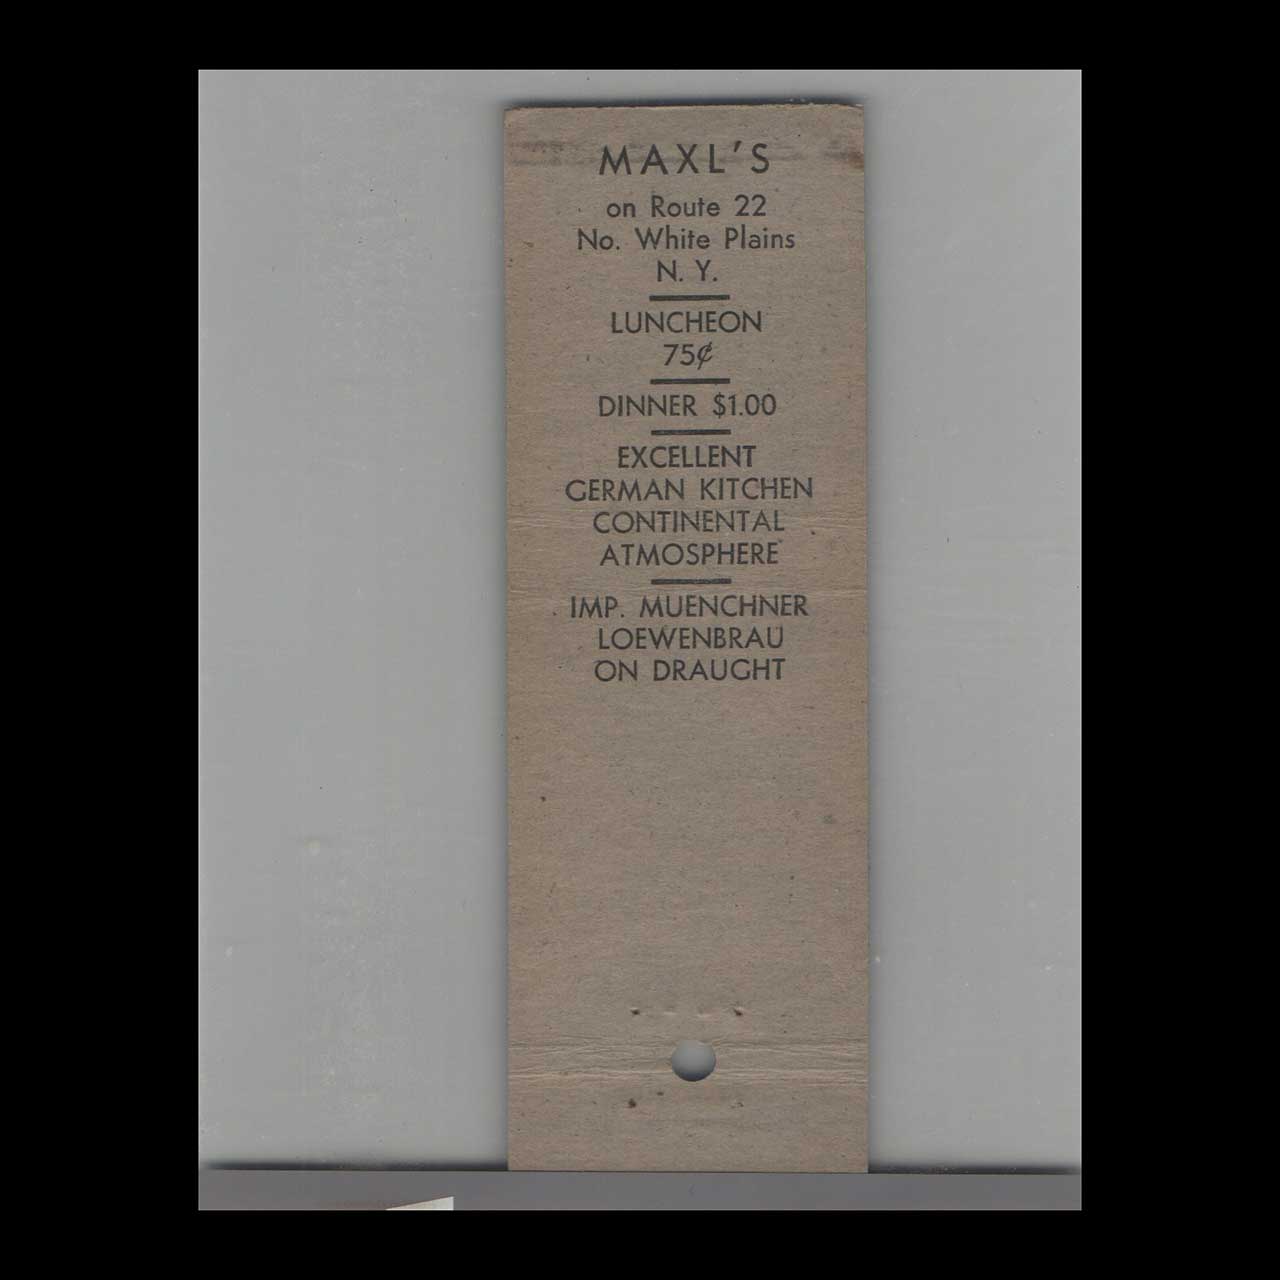 MAXL'S
on Route 22
No. White Plains
N. Y.
LUNCHEON
75¢
DINNER $1.00
EXCELLENT
GERMAN KITCHEN
CONTINENTAL
ATMOSPHERE
IMP. MUENCHNER
LOEWENBRAU
ON DRAUGHT